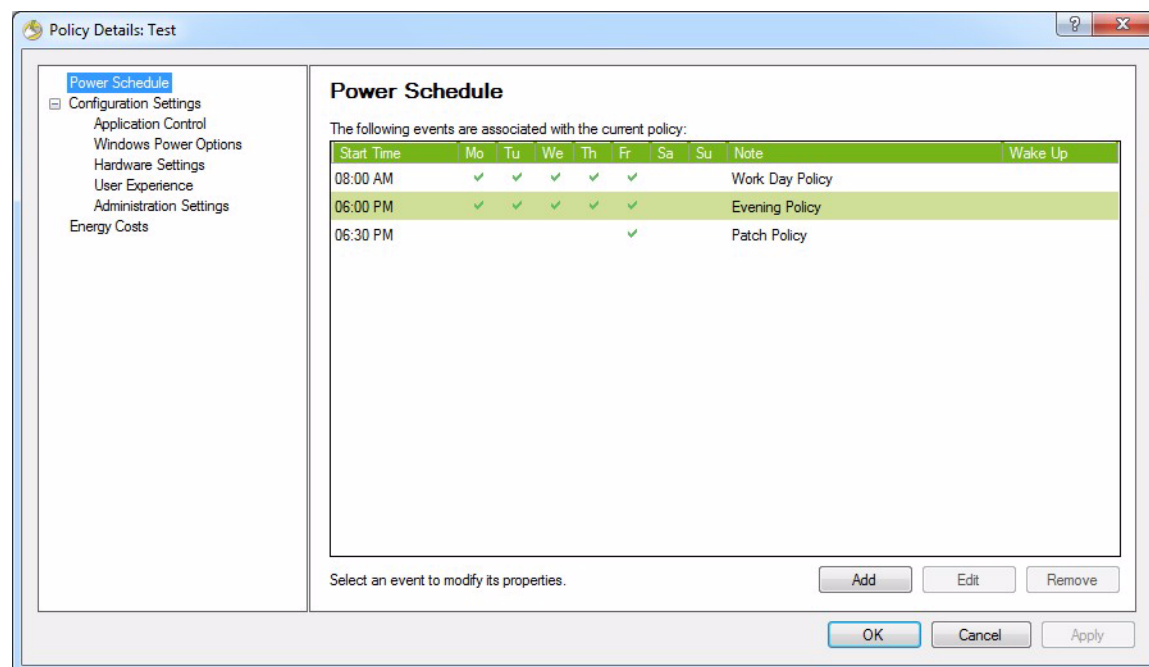 Policy Details: Test
Power Schedule
Configuration Settings
Application Control
Windows Power Options
Hardware Settings
User Experience
Administration Settings
Energy Costs
Power Schedule
The following events are associated with the current policy:
Start Time Mo Tu We Th Fr Sa Su Note Wake Up
08:00 AM Work Day Policy
06:00 PM Evening Policy
06:30 PM Patch Policy
Select an event to modify its properties.
Add Edit Remove
OK Cancel Apply